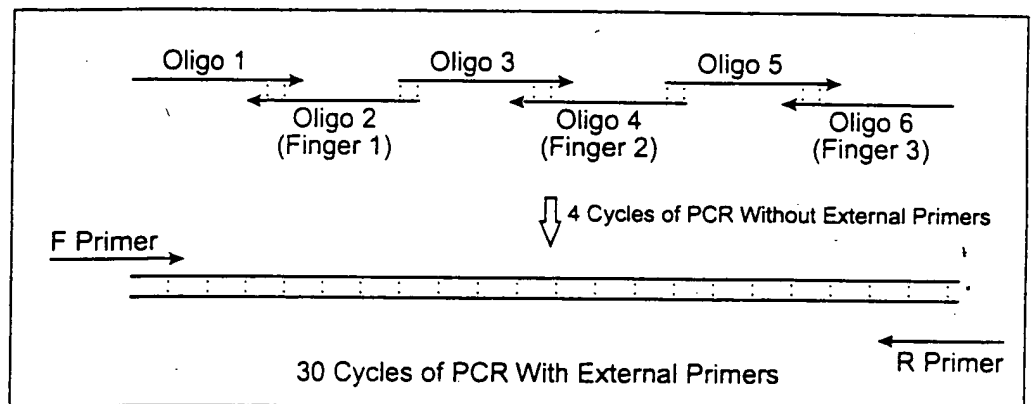 Oligo 1
Oligo 3
Oligo 5
Oligo 2
(Finger 1)
Oligo 4
(Finger 2)
Oligo 6
(Finger 3)
4 Cycles of PCR Without External Primers
F Primer
R Primer
30 Cycles of PCR With External Primers